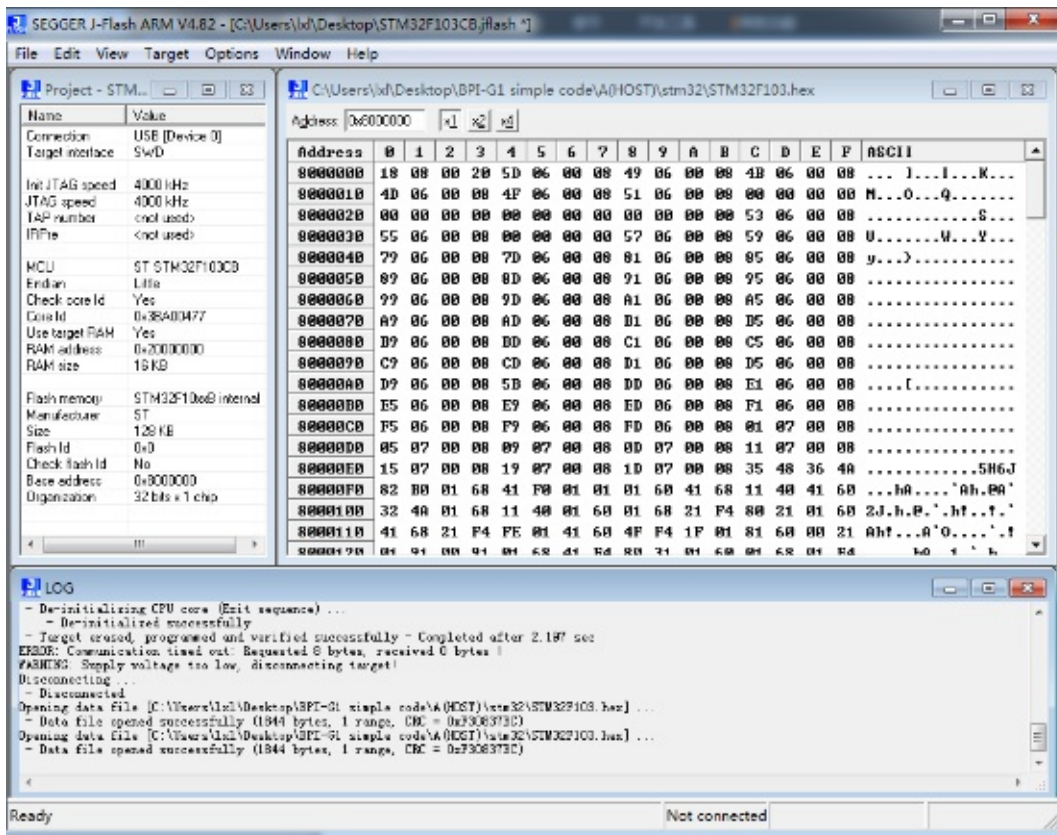 SEGGER J-Flash ARM V4.82 - [C:\Users\lxl\Desktop\STM32F103CB.jflash *]
File Edit View Target Options Window Help
Project - STM...
Name Value
Connection USB [Device 0]
Target interface SWD
Init JTAG speed 4000 kHz
JTAG speed 4000 kHz
TAP number <not used>
IRPre <not used>
MCU ST STM32F103CB
Endian Little
Check core Id Yes
Core Id 0x3BA00477
Use target RAM Yes
RAM address 0x20000000
RAM size 16 KB
Flash memory STM32F10xxB internal
Manufacturer ST
Size 128 KB
Flash Id 0x0
Check flash Id No
Base address 0x8000000
Organization 32 bits x 1 chip
C:\Users\lxl\Desktop\BPI-G1 simple code\A(HOST)\stm32\STM32F103.hex
Address: 0x8000000 x1 x2 x4
Address 0 1 2 3 4 5 6 7 8 9 A B C D E F ASCII
8000000 18 08 00 20 5D 06 00 08 49 06 00 08 4B 06 00 08 ... ]...I...K...
8000010 4D 06 00 08 4F 06 00 08 51 06 00 08 00 00 00 00 M...O...Q.......
8000020 00 00 00 00 00 00 00 00 00 00 00 00 53 06 00 08 ............S...
8000030 55 06 00 08 00 00 00 00 57 06 00 08 59 06 00 08 U.......W...Y...
8000040 79 06 00 08 7D 06 00 08 81 06 00 08 85 06 00 08 y...}...........
8000050 89 06 00 08 8D 06 00 08 91 06 00 08 95 06 00 08 ................
8000060 99 06 00 08 9D 06 00 08 A1 06 00 08 A5 06 00 08 ................
8000070 A9 06 00 08 AD 06 00 08 B1 06 00 08 B5 06 00 08 ................
8000080 B9 06 00 08 BD 06 00 08 C1 06 00 08 C5 06 00 08 ................
8000090 C9 06 00 08 CD 06 00 08 D1 06 00 08 D5 06 00 08 ................
80000A0 D9 06 00 08 5B 06 00 08 DD 06 00 08 E1 06 00 08 ....[...........
80000B0 E5 06 00 08 E9 06 00 08 ED 06 00 08 F1 06 00 08 ................
80000C0 F5 06 00 08 F9 06 00 08 FD 06 00 08 01 07 00 08 ................
80000D0 05 07 00 08 09 07 00 08 0D 07 00 08 11 07 00 08 ................
80000E0 15 07 00 08 19 07 00 08 1D 07 00 08 35 48 36 4A ............5H6J
80000F0 82 B0 01 68 41 F0 01 01 01 60 41 68 11 40 41 60 ...hA....`Ah.@A`
8000100 32 4A 01 68 11 40 01 60 01 68 21 F4 80 21 01 60 2J.h.@.`.h!..!.`
8000110 41 68 21 F4 FE 01 41 60 4F F4 1F 01 81 60 00 21 Ah!...A`O....`.!
LOG
- De-initializing CPU core (Exit sequence) ...
- De-initialized successfully
- Target erased, programmed and verified successfully - Completed after 2.187 sec
ERROR: Communication timed out: Requested 8 bytes, received 0 bytes !
WARNING: Supply voltage too low, disconnecting target!
Disconnecting ...
- Disconnected
Opening data file [C:\Users\lxl\Desktop\BPI-G1 simple code\A(HOST)\stm32\STM32F103.hex] ...
- Data file opened successfully (1844 bytes, 1 range, CRC = 0xF308373C)
Opening data file [C:\Users\lxl\Desktop\BPI-G1 simple code\A(HOST)\stm32\STM32F103.hex] ...
- Data file opened successfully (1844 bytes, 1 range, CRC = 0xF308373C)
Ready
Not connected